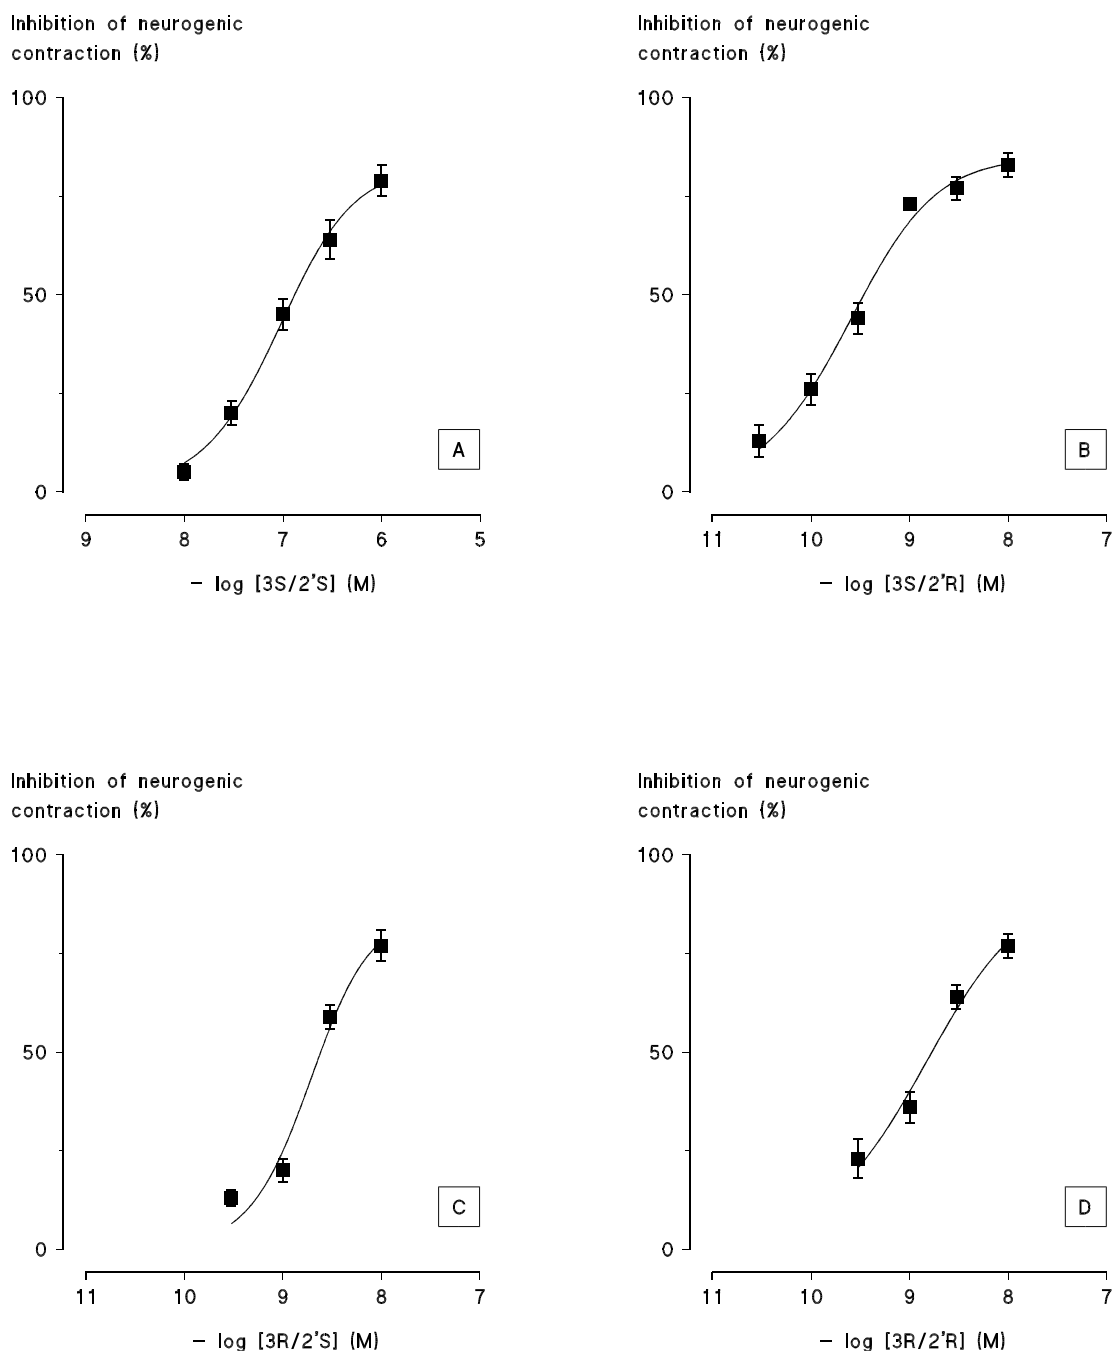 Inhibition of neurogenic
contraction (%)
100
50
0
A
9 8 7 6 5
− log [3S/2'S] (M)
Inhibition of neurogenic
contraction (%)
100
50
0
B
11 10 9 8 7
− log [3S/2'R] (M)
Inhibition of neurogenic
contraction (%)
100
50
0
C
11 10 9 8 7
− log [3R/2'S] (M)
Inhibition of neurogenic
contraction (%)
100
50
0
D
11 10 9 8 7
− log [3R/2'R] (M)